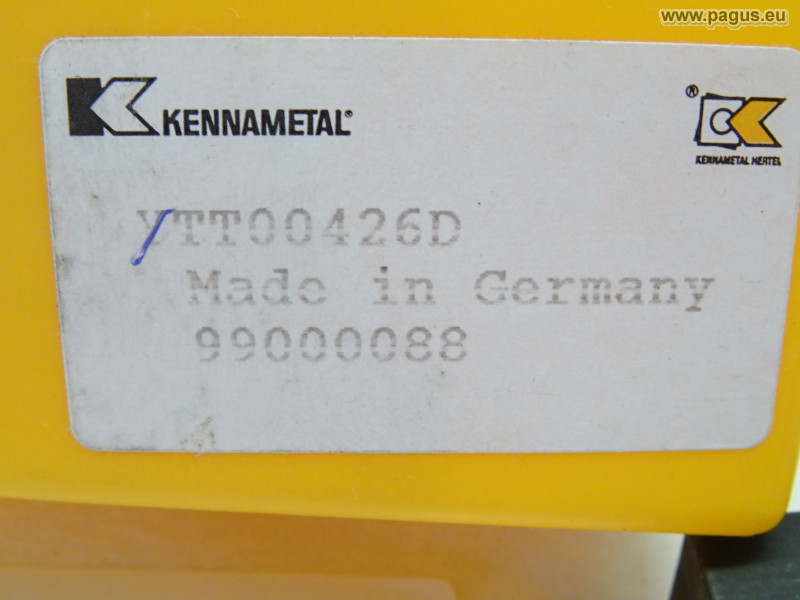 www.pagus.eu
KENNAMETAL®
®
KENNAMETAL HERTEL
YTT00426D
Made in Germany
99000088